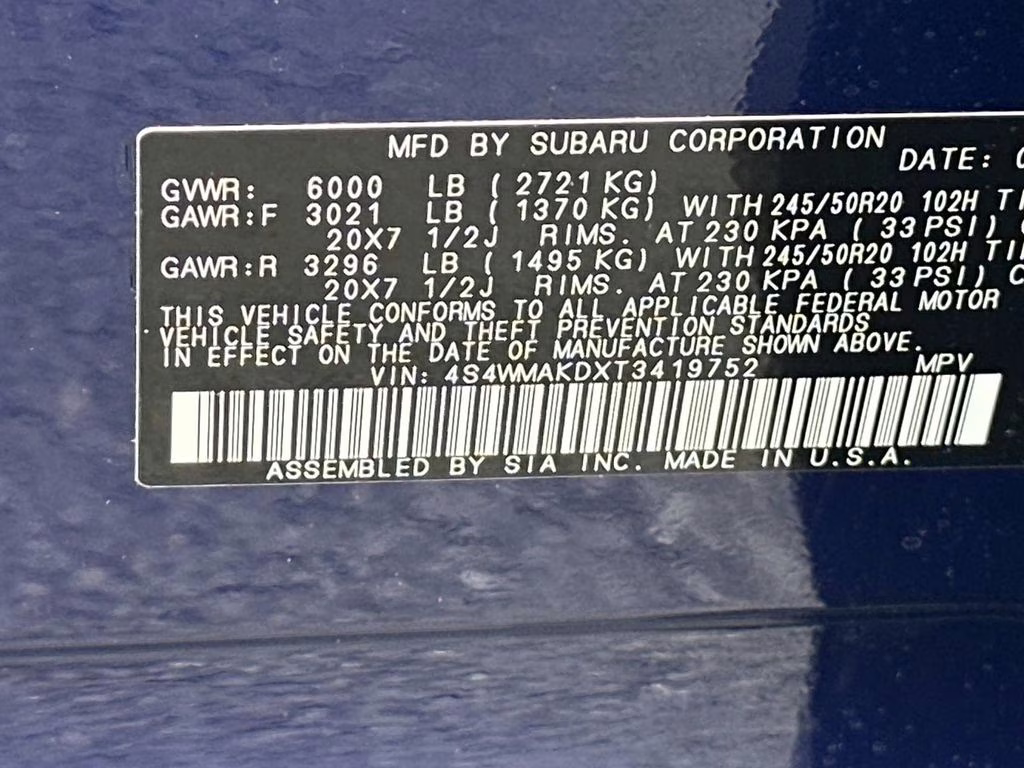 MFD BY SUBARU CORPORATION
DATE:
GVWR: 6000 LB ( 2721 KG)
GAWR:F 3021 LB ( 1370 KG) WITH 245/50R20 102H
20X7 1/2J RIMS. AT 230 KPA ( 33 PSI)
GAWR:R 3296 LB ( 1495 KG) WITH 245/50R20 102H
20X7 1/2J RIMS. AT 230 KPA ( 33 PSI)
THIS VEHICLE CONFORMS TO ALL APPLICABLE FEDERAL MOTOR
VEHICLE SAFETY AND THEFT PREVENTION STANDARDS
IN EFFECT ON THE DATE OF MANUFACTURE SHOWN ABOVE.
VIN: 4S4WMAKDXT3419752 MPV
ASSEMBLED BY SIA INC. MADE IN U.S.A.